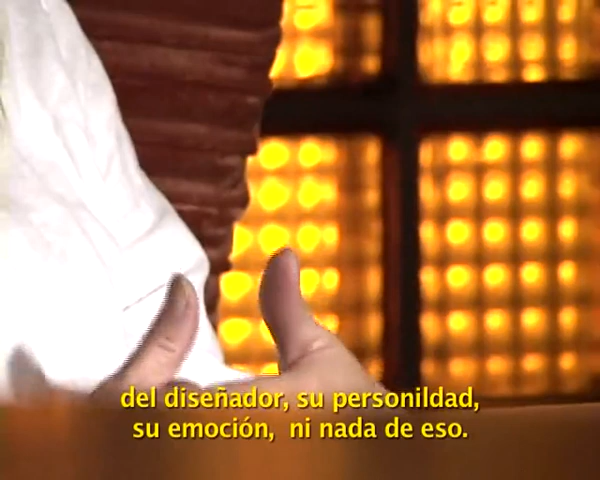 del diseñador, su personildad,
su emoción, ni nada de eso.